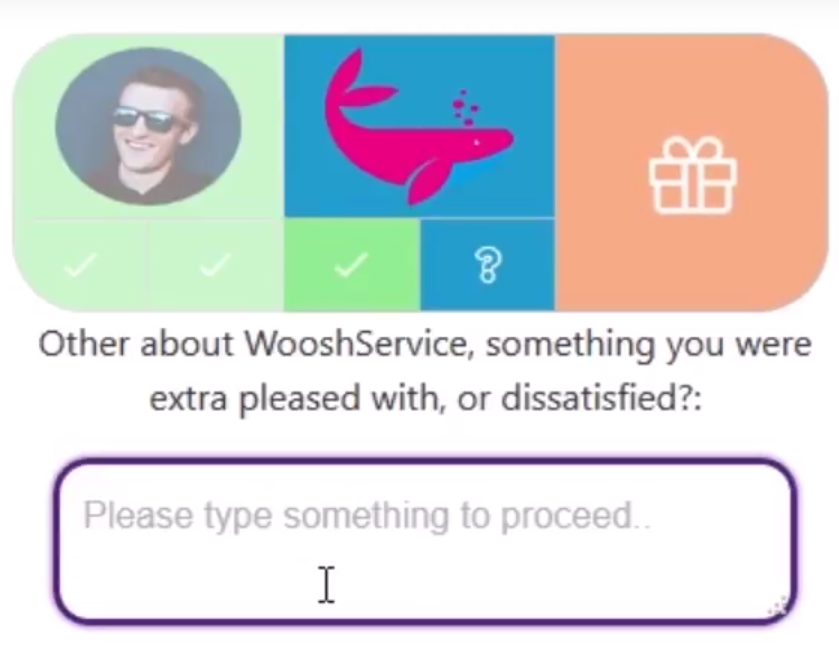 ?
Other about WooshService, something you were
extra pleased with, or dissatisfied?:
Please type something to proceed..